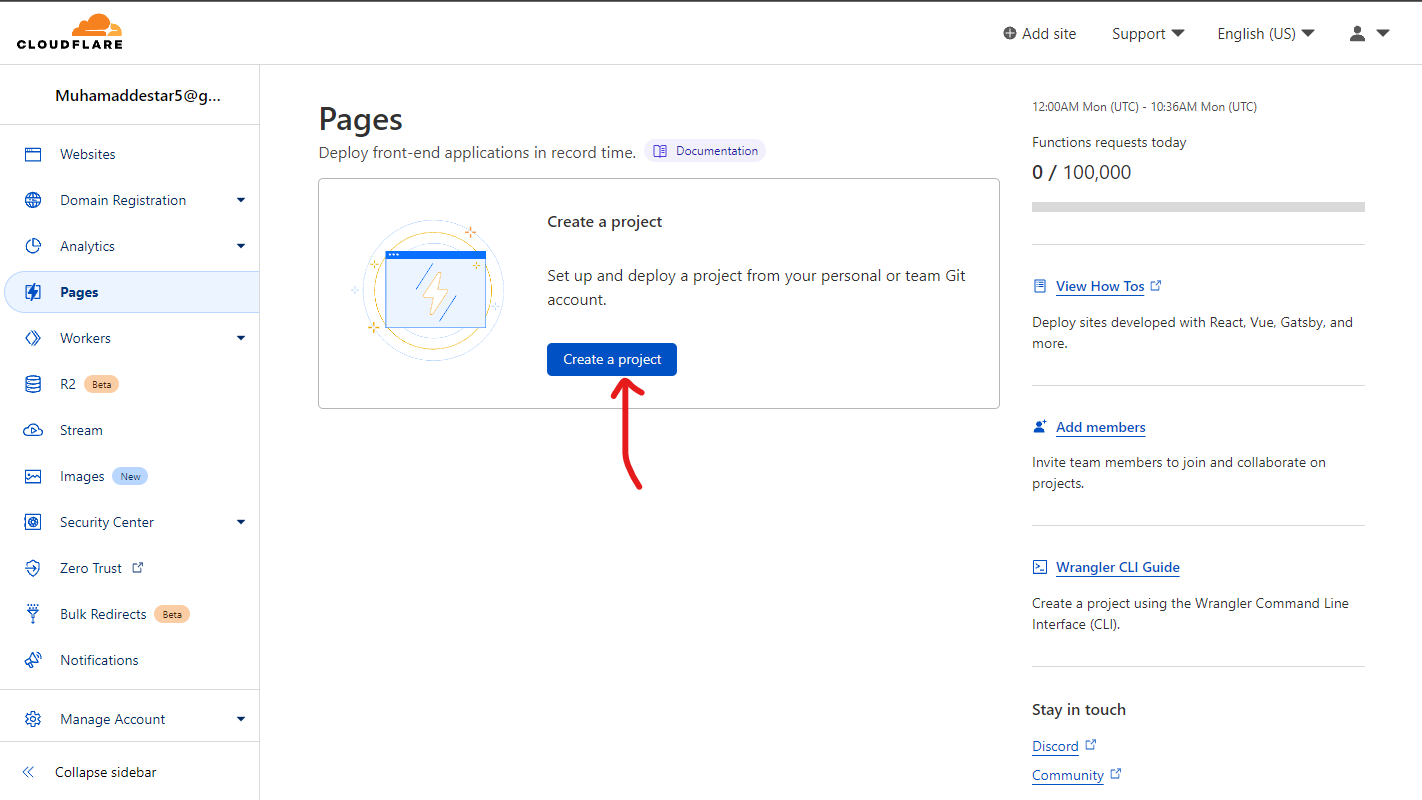 CLOUDFLARE
Add site
Support
English (US)
Muhamaddestar5@g...
Websites
Domain Registration
Analytics
Pages
Workers
R2 Beta
Stream
Images New
Security Center
Zero Trust
Bulk Redirects Beta
Notifications
Manage Account
Collapse sidebar
Pages
Deploy front-end applications in record time. Documentation
Create a project
Set up and deploy a project from your personal or team Git
account.
Create a project
12:00AM Mon (UTC) - 10:36AM Mon (UTC)
Functions requests today
0 / 100,000
View How Tos
Deploy sites developed with React, Vue, Gatsby, and
more.
Add members
Invite team members to join and collaborate on
projects.
Wrangler CLI Guide
Create a project using the Wrangler Command Line
Interface (CLI).
Stay in touch
Discord
Community